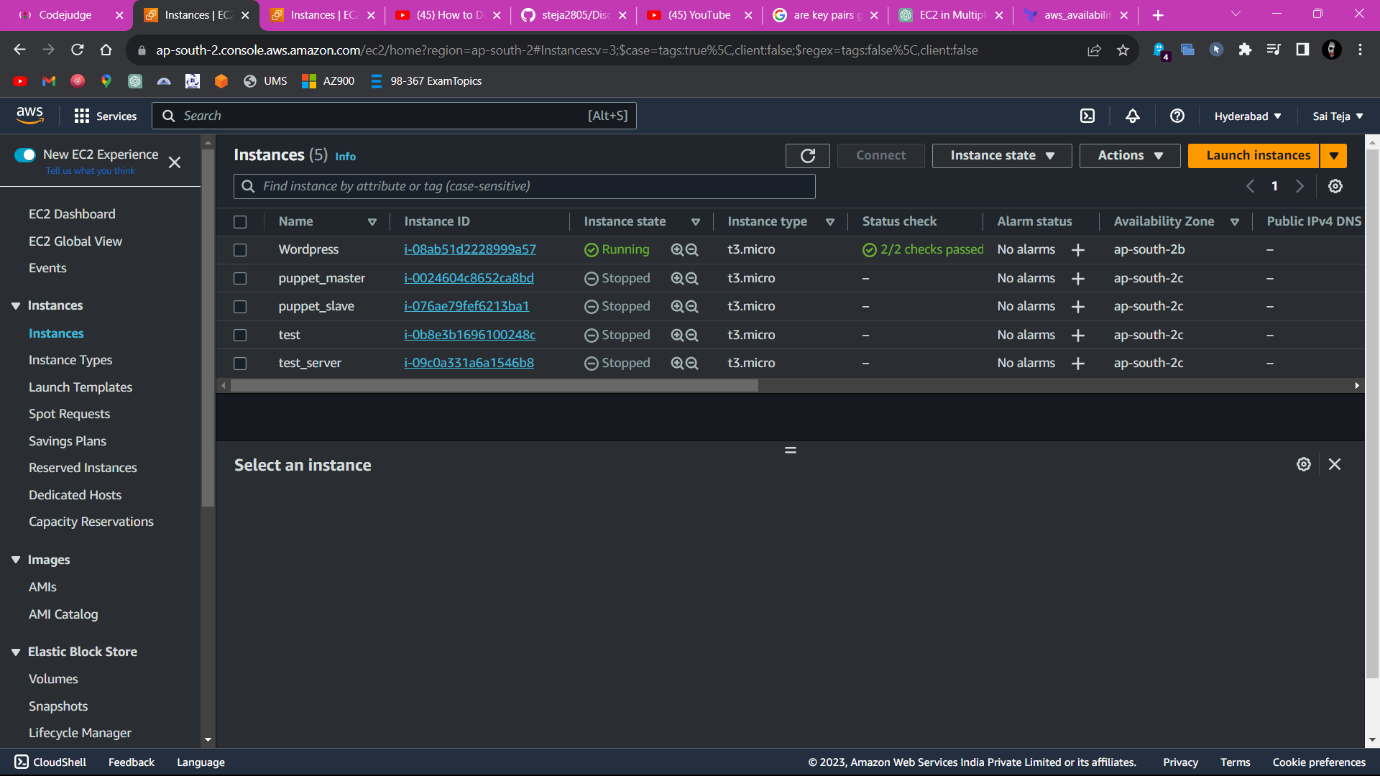 Codejudge
Instances | EC
Instances | EC
(45) How to D
steja2805/Disc
(45) YouTube
are key pairs g
EC2 in Multipl
aws_availabilit
ap-south-2.console.aws.amazon.com/ec2/home?region=ap-south-2#Instances:v=3;$case=tags:true%5C,client:false;$regex=tags:false%5C,client:false
4
UMS
AZ900
98-367 ExamTopics
aws
Services
Search
[Alt+S]
Hyderabad
Sai Teja
New EC2 Experience
Tell us what you think
EC2 Dashboard
EC2 Global View
Events
Instances
Instances
Instance Types
Launch Templates
Spot Requests
Savings Plans
Reserved Instances
Dedicated Hosts
Capacity Reservations
Images
AMIs
AMI Catalog
Elastic Block Store
Volumes
Snapshots
Lifecycle Manager
Instances (5) Info
Connect
Instance state
Actions
Launch instances
Find instance by attribute or tag (case-sensitive)
1
Name Instance ID Instance state Instance type Status check Alarm status Availability Zone Public IPv4 DNS
Wordpress i-08ab51d2228999a57 Running t3.micro 2/2 checks passed No alarms + ap-south-2b –
puppet_master i-0024604c8652ca8bd Stopped t3.micro – No alarms + ap-south-2c –
puppet_slave i-076ae79fef6213ba1 Stopped t3.micro – No alarms + ap-south-2c –
test i-0b8e3b1696100248c Stopped t3.micro – No alarms + ap-south-2c –
test_server i-09c0a331a6a1546b8 Stopped t3.micro – No alarms + ap-south-2c –
Select an instance
CloudShell
Feedback
Language
© 2023, Amazon Web Services India Private Limited or its affiliates.
Privacy
Terms
Cookie preferences